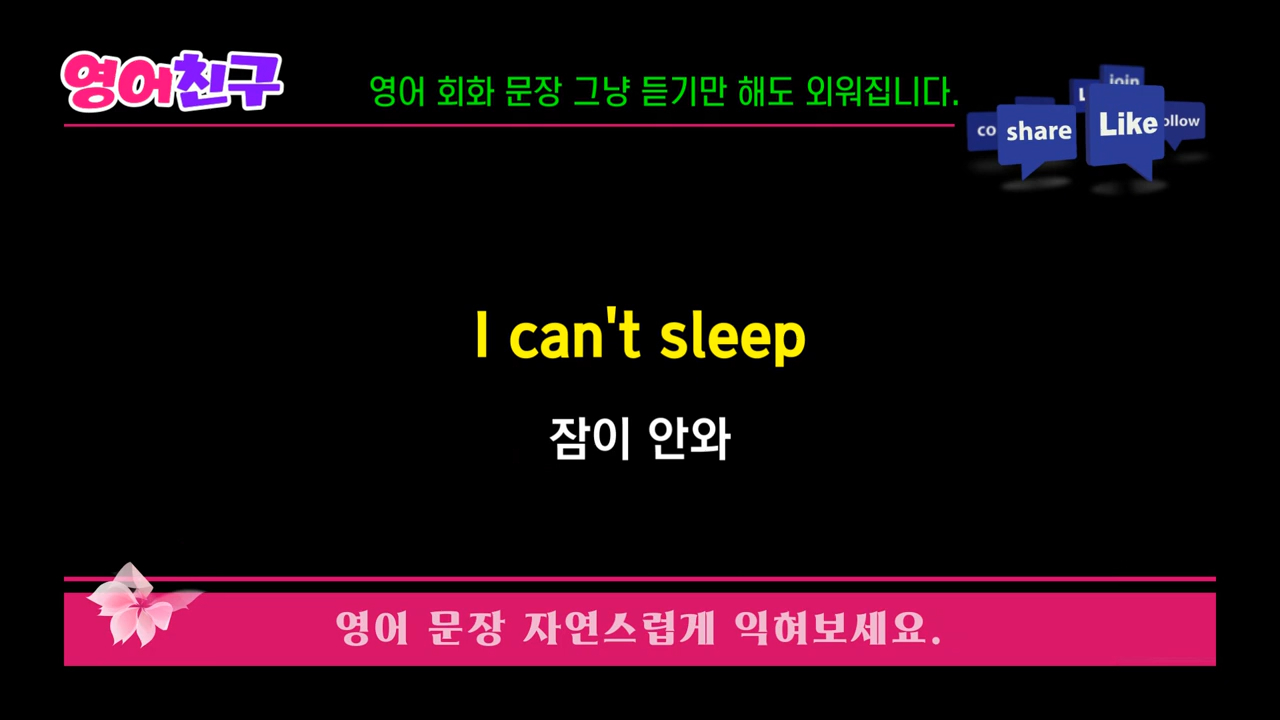 영어친구
영어 회화 문장 그냥 듣기만 해도 외워집니다.
join
share
Like
I can't sleep
잠이 안와
영어 문장 자연스럽게 익혀보세요.